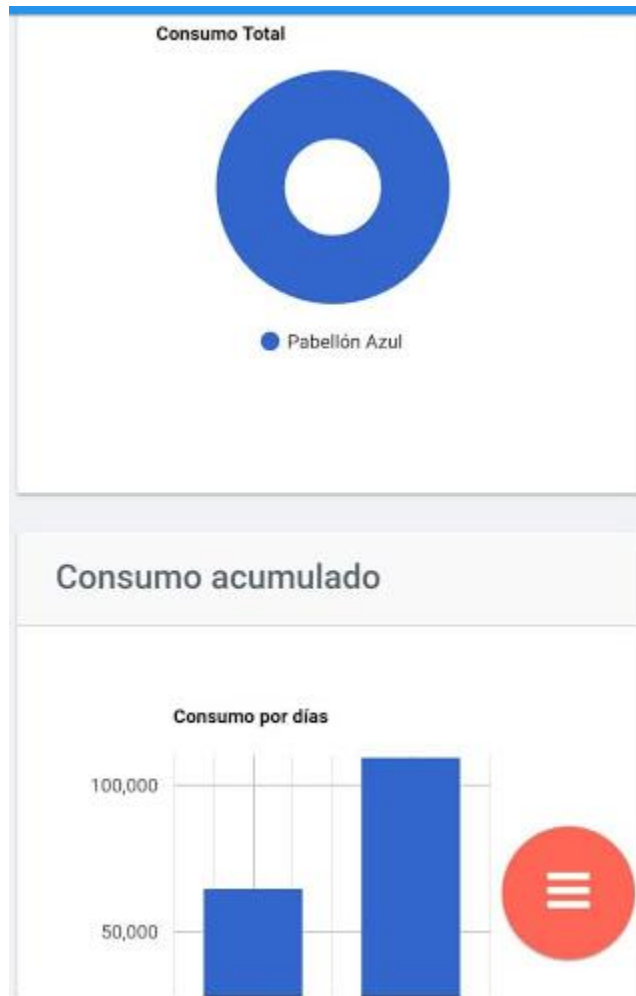 Consumo Total
Pabellón Azul
Consumo acumulado
Consumo por días
100,000
50,000